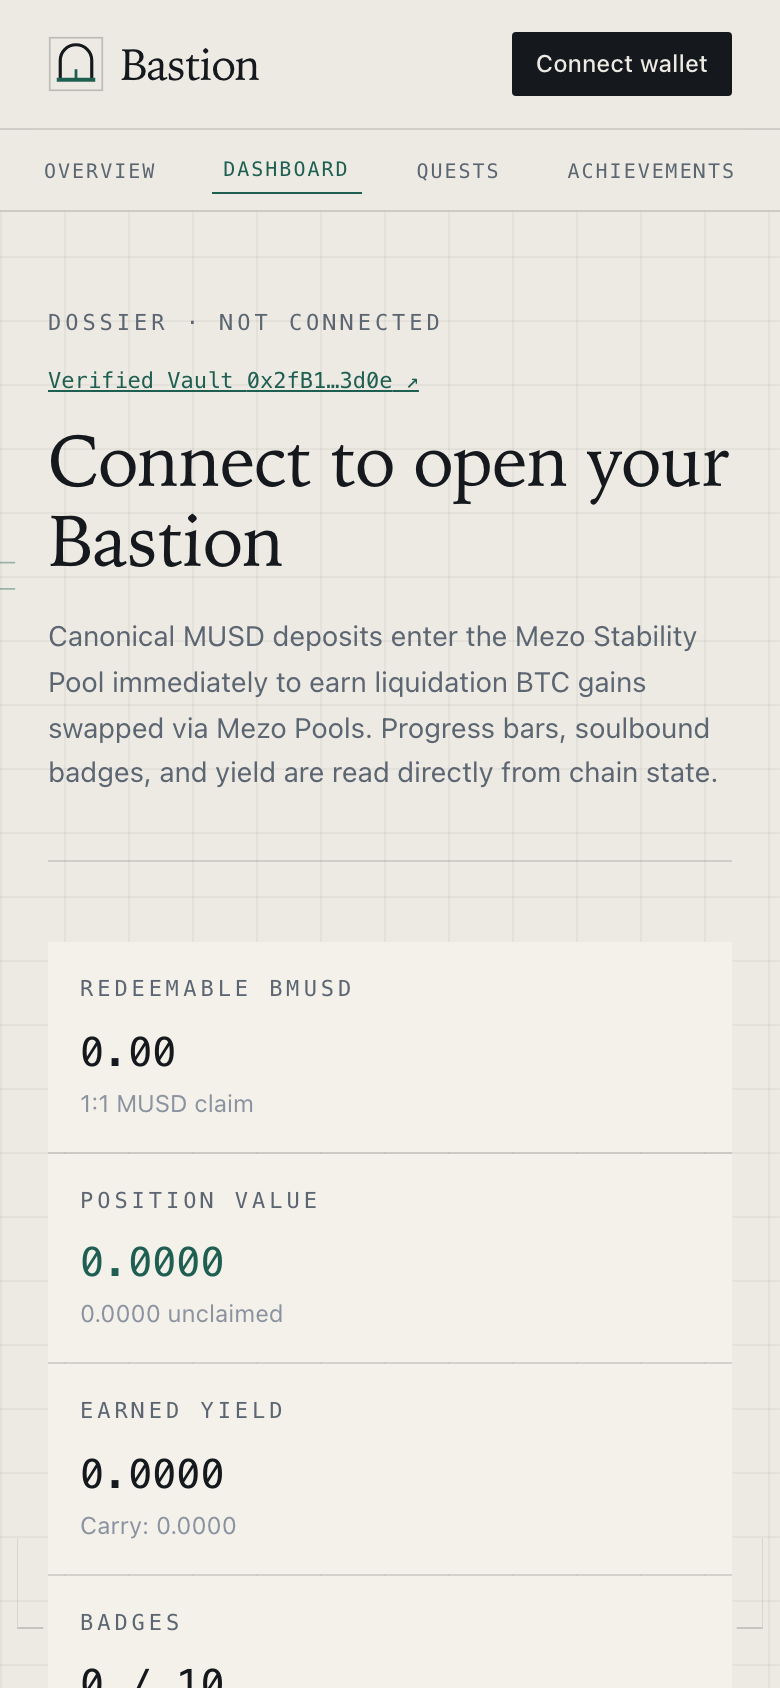 Bastion
Connect wallet
OVERVIEW
DASHBOARD
QUESTS
ACHIEVEMENTS
DOSSIER · NOT CONNECTED
Verified Vault 0x2fB1…3d0e ↗
Connect to open your
Bastion
Canonical MUSD deposits enter the Mezo Stability
Pool immediately to earn liquidation BTC gains
swapped via Mezo Pools. Progress bars, soulbound
badges, and yield are read directly from chain state.
REDEEMABLE BMUSD
0.00
1:1 MUSD claim
POSITION VALUE
0.0000
0.0000 unclaimed
EARNED YIELD
0.0000
Carry: 0.0000
BADGES
0 / 10